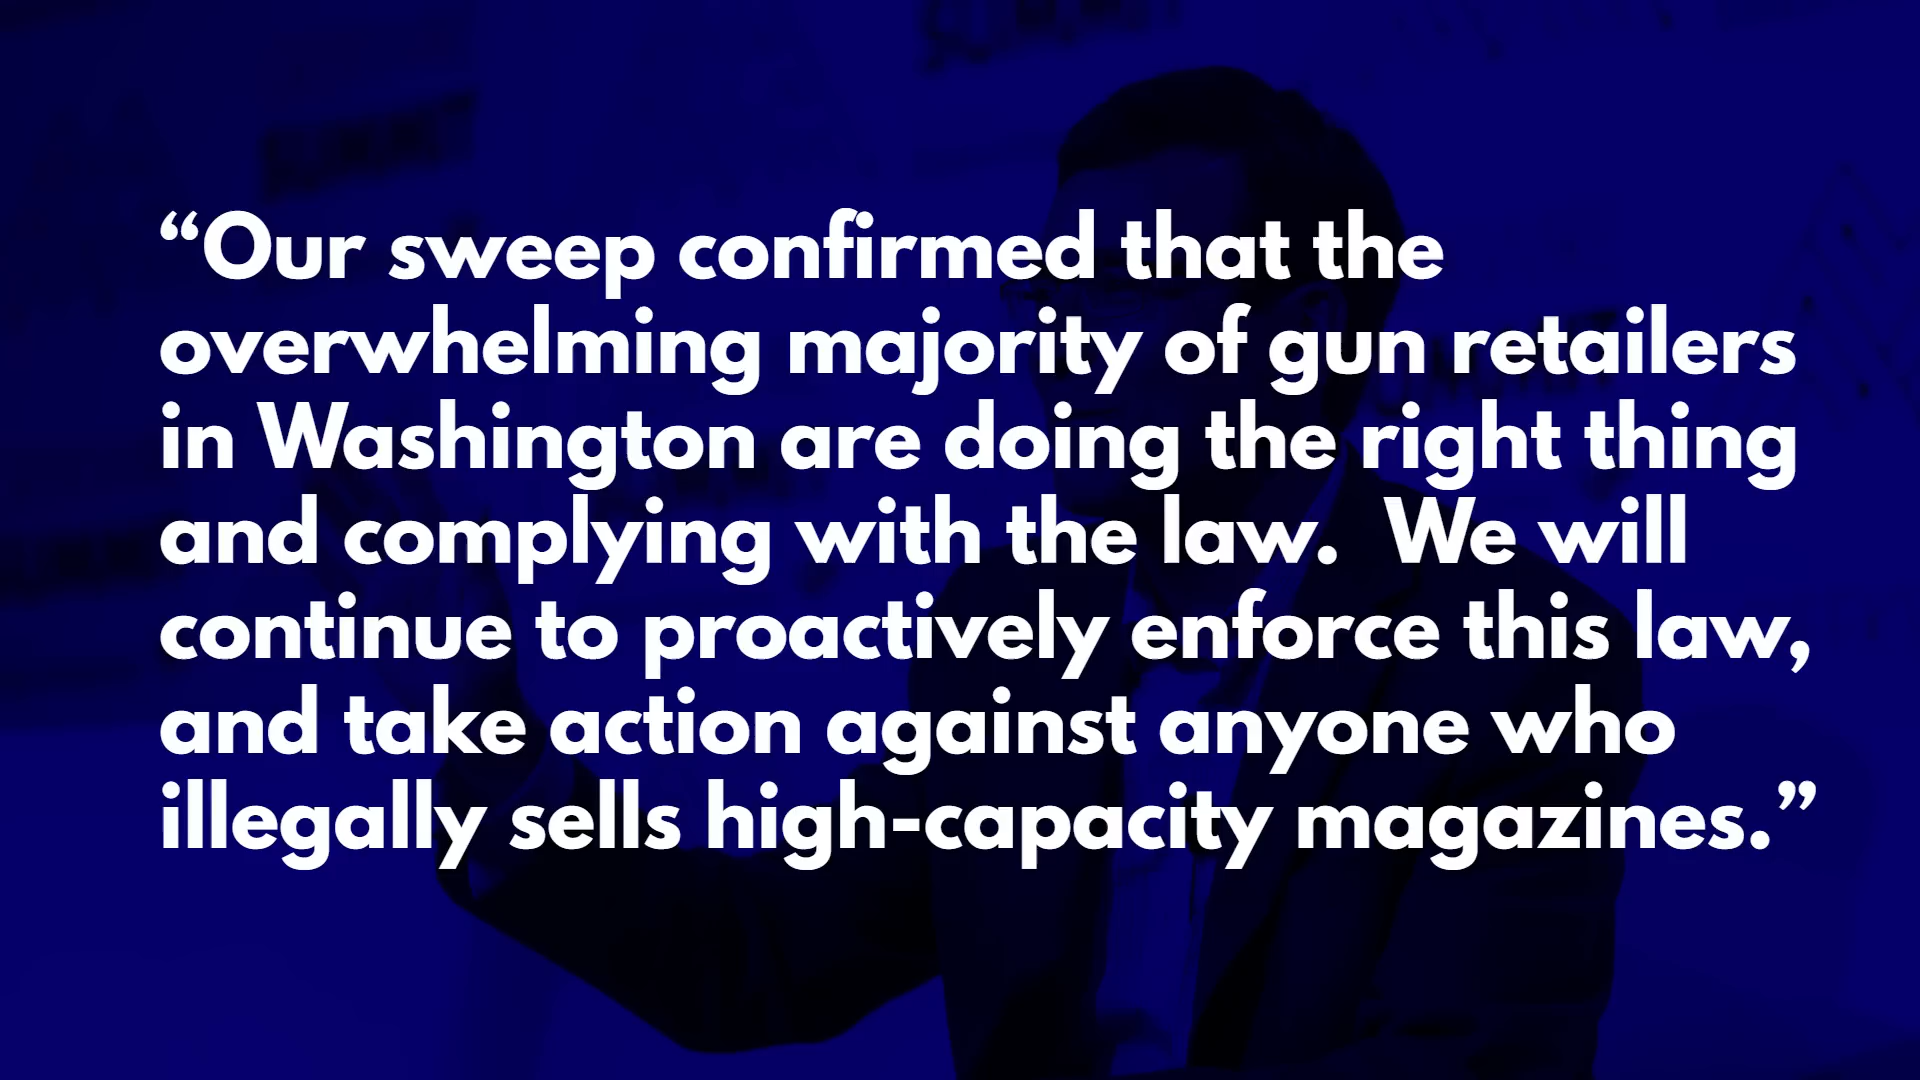 “Our sweep confirmed that the
overwhelming majority of gun retailers
in Washington are doing the right thing
and complying with the law.  We will
continue to proactively enforce this law,
and take action against anyone who
illegally sells high-capacity magazines.”